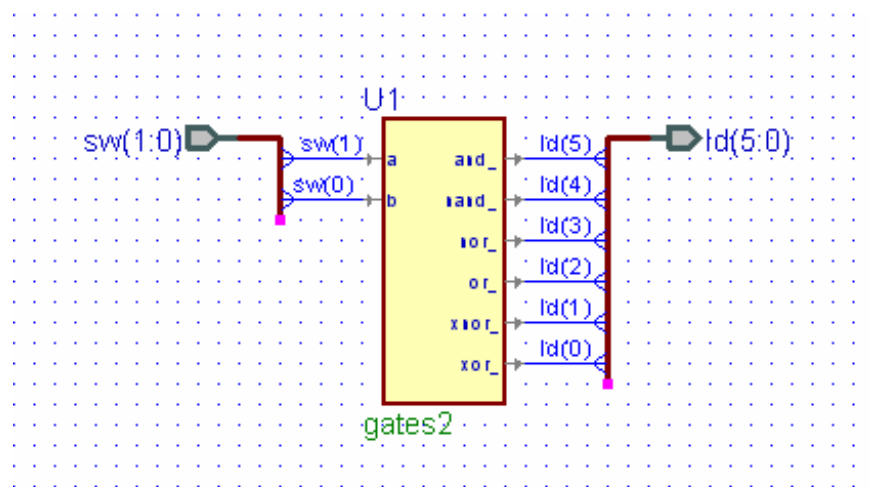 U1
sw(1:0)
sw(1)
a
and_
ld(5)
ld(5:0)
sw(0)
b
nand_
ld(4)
nor_
ld(3)
or_
ld(2)
xnor_
ld(1)
xor_
ld(0)
gates2